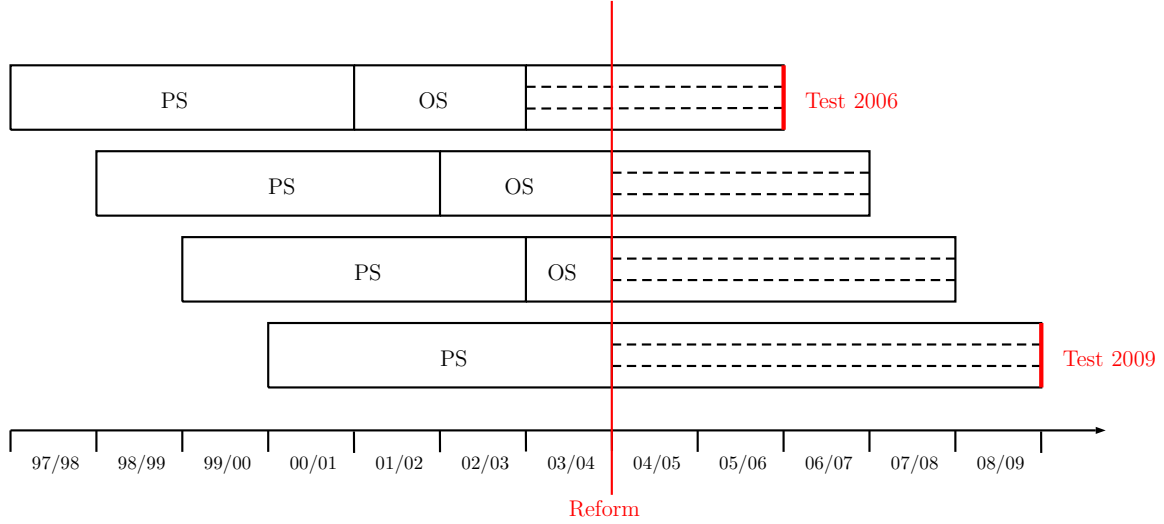 PS OS Test 2006
PS OS
PS OS
PS Test 2009
97/98 98/99 99/00 00/01 01/02 02/03 03/04 04/05 05/06 06/07 07/08 08/09
Reform